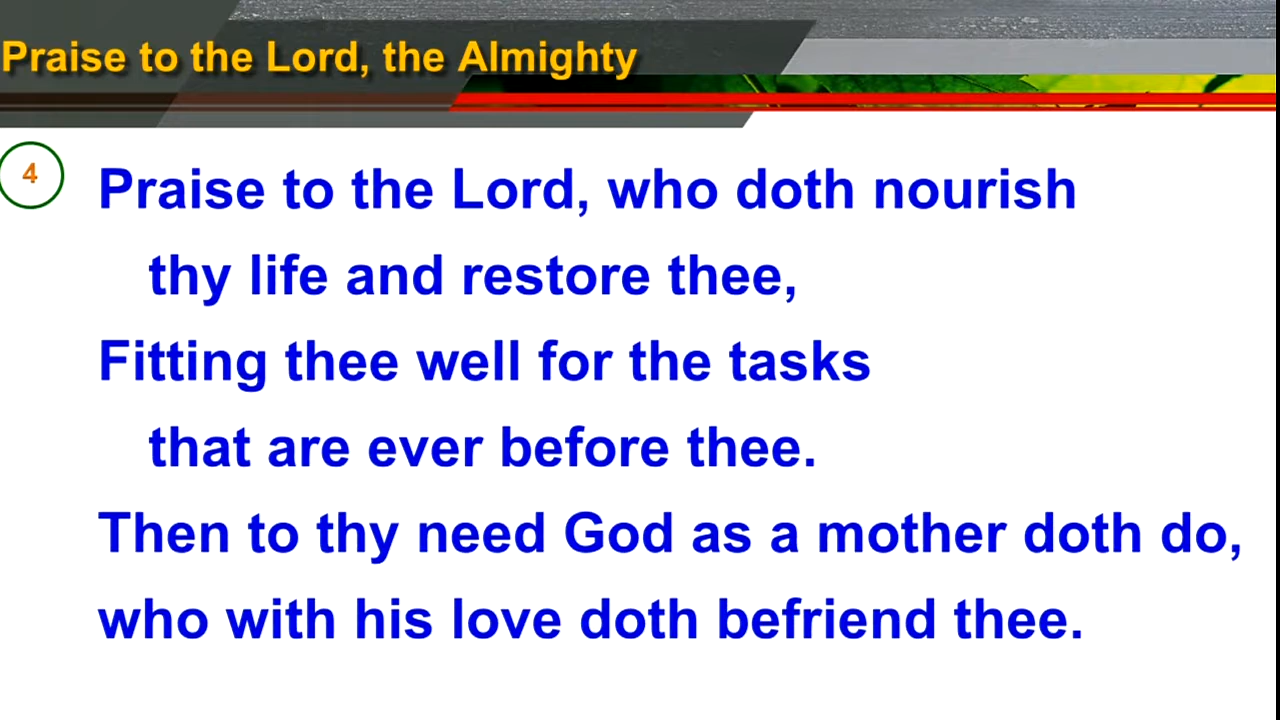 Praise to the Lord, the Almighty
4
Praise to the Lord, who doth nourish
thy life and restore thee,
Fitting thee well for the tasks
that are ever before thee.
Then to thy need God as a mother doth do,
who with his love doth befriend thee.